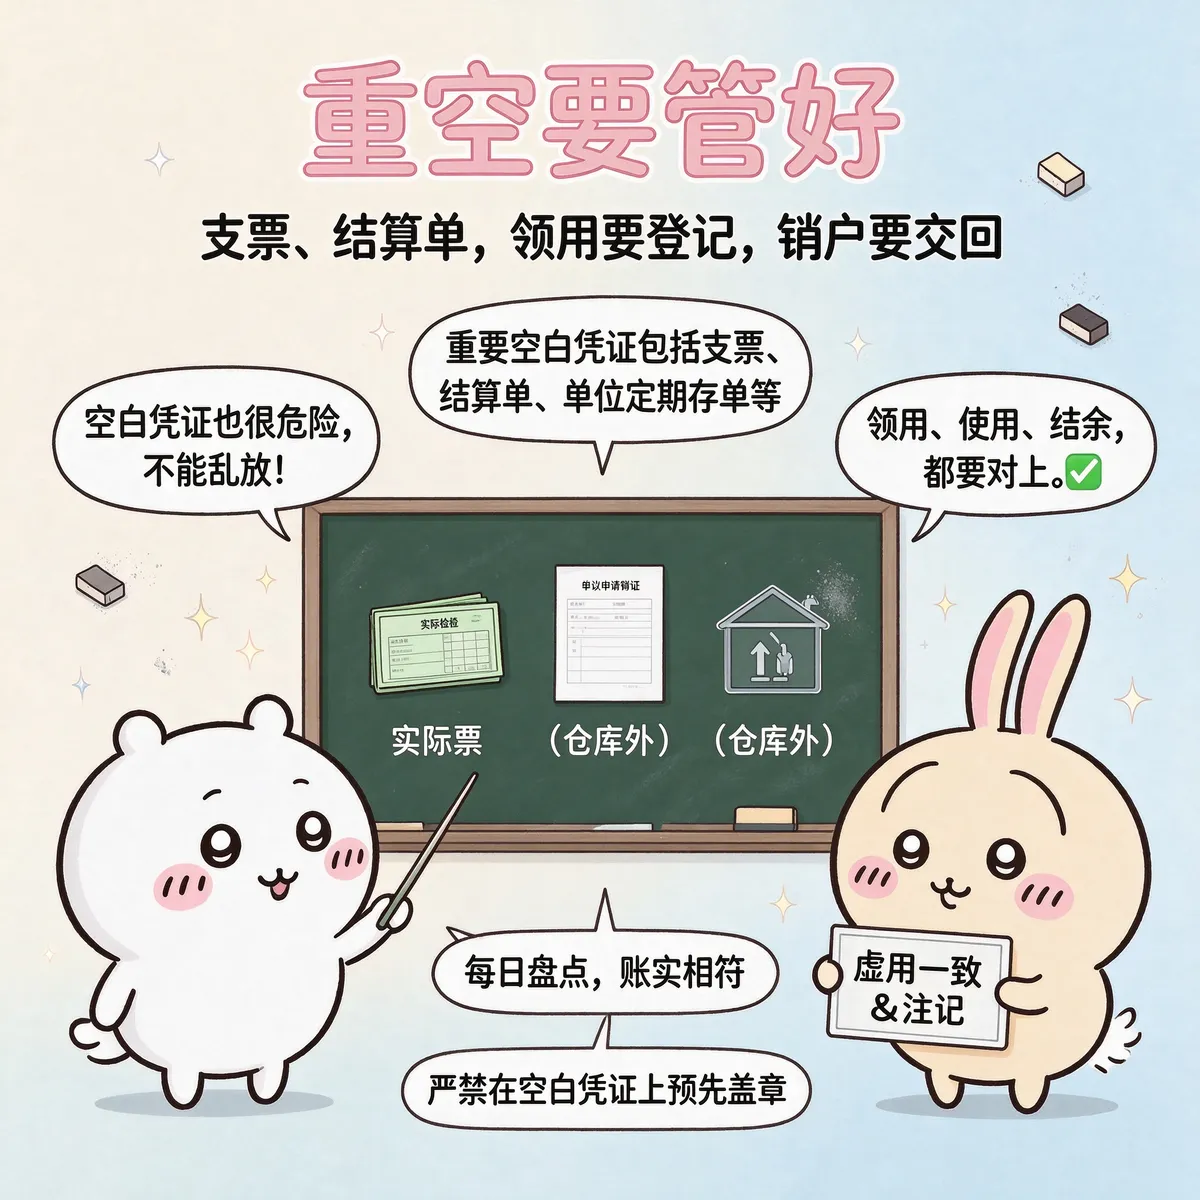 重空要管好
支票、结算单，领用要登记，销户要交回
重要空白凭证包括支票、
结算单、单位定期存单等
空白凭证也很危险，
不能乱放！
领用、使用、结余，
都要对上。✅
实际检检
单议申请销证
实际票
（仓库外）
（仓库外）
每日盘点，账实相符
严禁在空白凭证上预先盖章
虚用一致
&注记